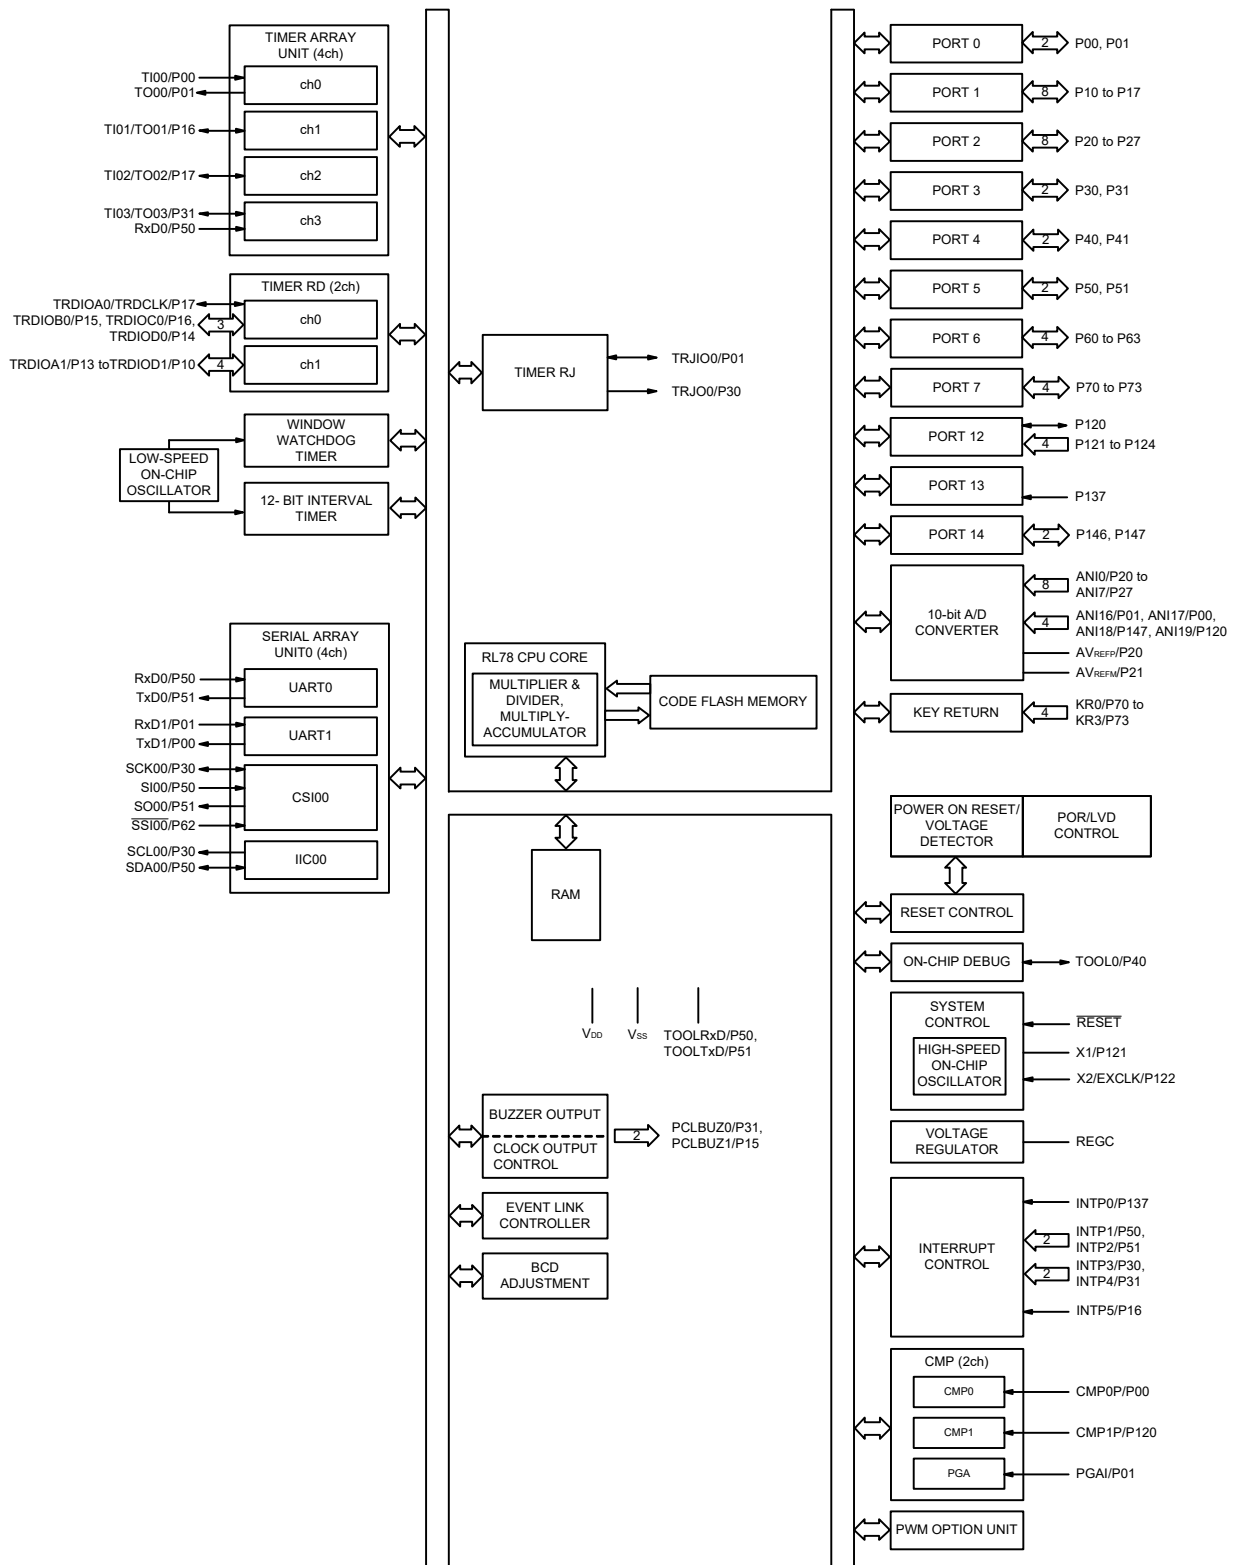 TIMER ARRAY
UNIT (4ch)
TI00/P00
TO00/P01
ch0
TI01/TO01/P16
ch1
TI02/TO02/P17
ch2
TI03/TO03/P31
RxD0/P50
ch3
TIMER RD (2ch)
TRDIOA0/TRDCLK/P17
TRDIOB0/P15, TRDIOC0/P16,
TRDIOD0/P14
3
ch0
TRDIOA1/P13 toTRDIOD1/P10
4
ch1
WINDOW
WATCHDOG
TIMER
LOW-SPEED
ON-CHIP
OSCILLATOR
12- BIT INTERVAL
TIMER
SERIAL ARRAY
UNIT0 (4ch)
RxD0/P50
TxD0/P51
UART0
RxD1/P01
TxD1/P00
UART1
SCK00/P30
SI00/P50
SO00/P51
SSI00/P62
CSI00
SCL00/P30
SDA00/P50
IIC00
TIMER RJ
TRJIO0/P01
TRJO0/P30
RL78 CPU CORE
MULTIPLIER &
DIVIDER,
MULTIPLY-
ACCUMULATOR
CODE FLASH MEMORY
RAM
VDD
VSS
TOOLRxD/P50,
TOOLTxD/P51
BUZZER OUTPUT
CLOCK OUTPUT
CONTROL
2
PCLBUZ0/P31,
PCLBUZ1/P15
EVENT LINK
CONTROLLER
BCD
ADJUSTMENT
PORT 0
2
P00, P01
PORT 1
8
P10 to P17
PORT 2
8
P20 to P27
PORT 3
2
P30, P31
PORT 4
2
P40, P41
PORT 5
2
P50, P51
PORT 6
4
P60 to P63
PORT 7
4
P70 to P73
PORT 12
P120
4
P121 to P124
PORT 13
P137
PORT 14
2
P146, P147
10-bit A/D
CONVERTER
8
ANI0/P20 to
ANI7/P27
4
ANI16/P01, ANI17/P00,
ANI18/P147, ANI19/P120
AVREFP/P20
AVREFM/P21
KEY RETURN
4
KR0/P70 to
KR3/P73
POWER ON RESET/
VOLTAGE
DETECTOR
POR/LVD
CONTROL
RESET CONTROL
ON-CHIP DEBUG
TOOL0/P40
SYSTEM
CONTROL
HIGH-SPEED
ON-CHIP
OSCILLATOR
RESET
X1/P121
X2/EXCLK/P122
VOLTAGE
REGULATOR
REGC
INTERRUPT
CONTROL
INTP0/P137
2
INTP1/P50,
INTP2/P51
2
INTP3/P30,
INTP4/P31
INTP5/P16
CMP (2ch)
CMP0
CMP0P/P00
CMP1
CMP1P/P120
PGA
PGAI/P01
PWM OPTION UNIT